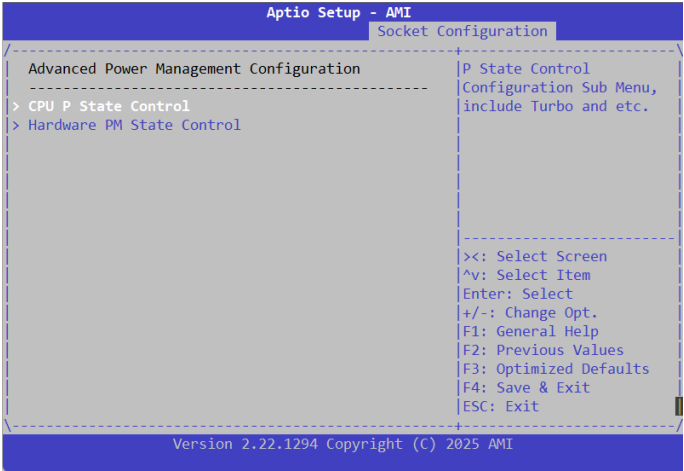 Aptio Setup - AMI
Socket Configuration
Advanced Power Management Configuration
> CPU P State Control
> Hardware PM State Control
P State Control
Configuration Sub Menu,
include Turbo and etc.
><: Select Screen
^v: Select Item
Enter: Select
+/-: Change Opt.
F1: General Help
F2: Previous Values
F3: Optimized Defaults
F4: Save & Exit
ESC: Exit
Version 2.22.1294 Copyright (C) 2025 AMI